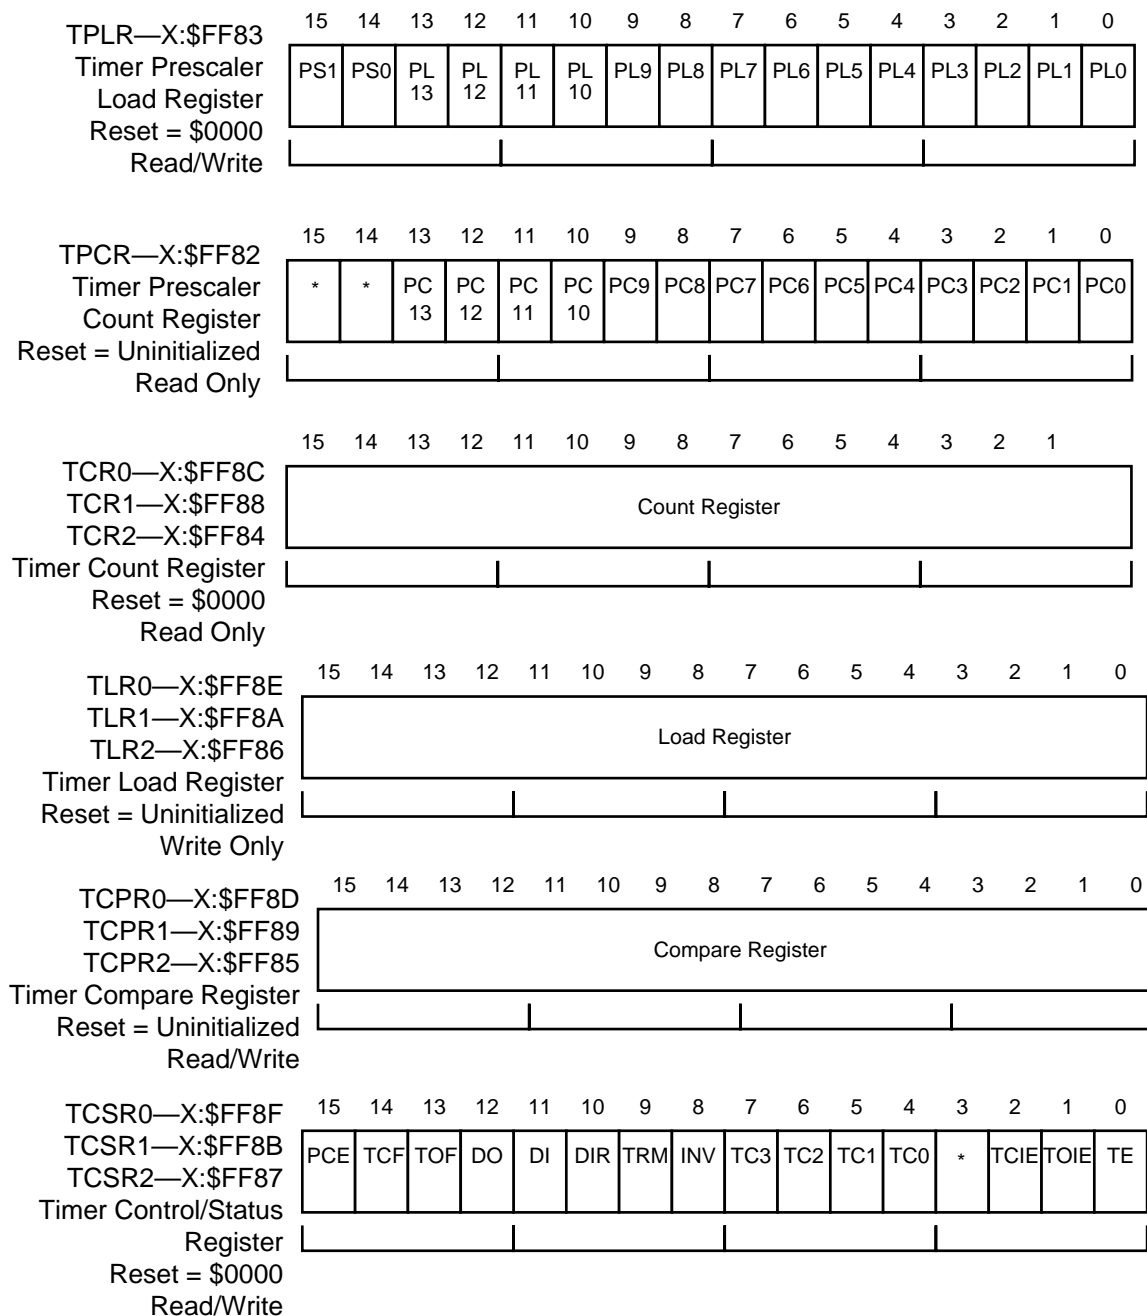 TPLR—X:$FF83
Timer Prescaler
Load Register
Reset = $0000
Read/Write
15 14 13 12 11 10 9 8 7 6 5 4 3 2 1 0
PS1 PS0 PL 13 PL 12 PL 11 PL 10 PL9 PL8 PL7 PL6 PL5 PL4 PL3 PL2 PL1 PL0
TPCR—X:$FF82
Timer Prescaler
Count Register
Reset = Uninitialized
Read Only
15 14 13 12 11 10 9 8 7 6 5 4 3 2 1 0
* * PC 13 PC 12 PC 11 PC 10 PC9 PC8 PC7 PC6 PC5 PC4 PC3 PC2 PC1 PC0
TCR0—X:$FF8C
TCR1—X:$FF88
TCR2—X:$FF84
Timer Count Register
Reset = $0000
Read Only
15 14 13 12 11 10 9 8 7 6 5 4 3 2 1
Count Register
TLR0—X:$FF8E
TLR1—X:$FF8A
TLR2—X:$FF86
Timer Load Register
Reset = Uninitialized
Write Only
15 14 13 12 11 10 9 8 7 6 5 4 3 2 1 0
Load Register
TCPR0—X:$FF8D
TCPR1—X:$FF89
TCPR2—X:$FF85
Timer Compare Register
Reset = Uninitialized
Read/Write
15 14 13 12 11 10 9 8 7 6 5 4 3 2 1 0
Compare Register
TCSR0—X:$FF8F
TCSR1—X:$FF8B
TCSR2—X:$FF87
Timer Control/Status
Register
Reset = $0000
Read/Write
15 14 13 12 11 10 9 8 7 6 5 4 3 2 1 0
PCE TCF TOF DO DI DIR TRM INV TC3 TC2 TC1 TC0 * TCIE TOIE TE